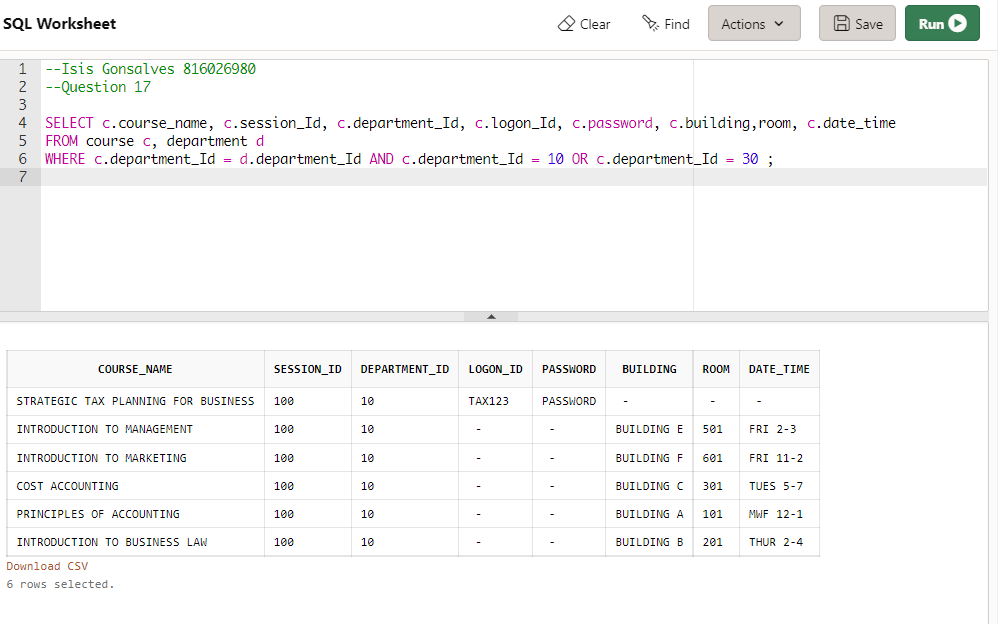 SQL Worksheet Clear Find Actions Save Run
1 --Isis Gonsalves 816026980
2 --Question 17
3
4 SELECT c.course_name, c.session_Id, c.department_Id, c.logon_Id, c.password, c.building,room, c.date_time
5 FROM course c, department d
6 WHERE c.department_Id = d.department_Id AND c.department_Id = 10 OR c.department_Id = 30 ;
7
COURSE_NAME SESSION_ID DEPARTMENT_ID LOGON_ID PASSWORD BUILDING ROOM DATE_TIME
STRATEGIC TAX PLANNING FOR BUSINESS 100 10 TAX123 PASSWORD - - -
INTRODUCTION TO MANAGEMENT 100 10 - - BUILDING E 501 FRI 2-3
INTRODUCTION TO MARKETING 100 10 - - BUILDING F 601 FRI 11-2
COST ACCOUNTING 100 10 - - BUILDING C 301 TUES 5-7
PRINCIPLES OF ACCOUNTING 100 10 - - BUILDING A 101 MWF 12-1
INTRODUCTION TO BUSINESS LAW 100 10 - - BUILDING B 201 THUR 2-4
Download CSV
6 rows selected.